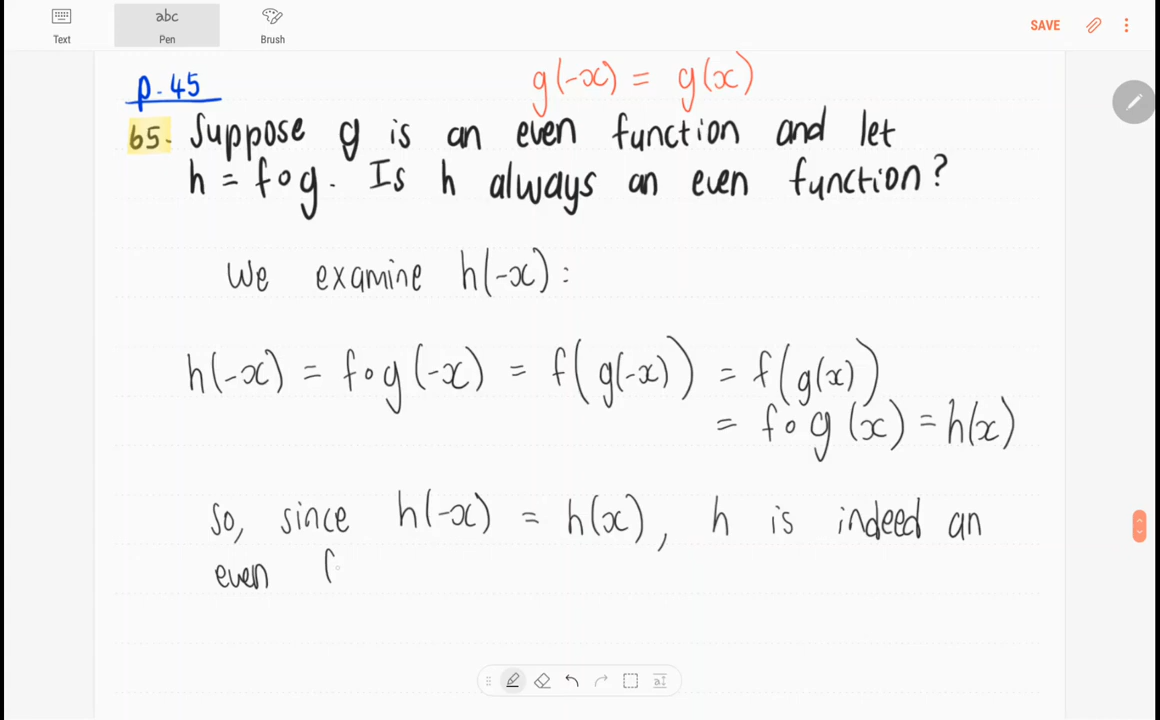 Text
abc
Pen
Brush
SAVE
p. 45
g(-x) = g(x)
65. Suppose g is an even function and let
h = f∘g. Is h always an even function?
We examine h(-x):
h(-x) = f∘g(-x) = f(g(-x)) = f(g(x))
= f∘g(x) = h(x)
So, since h(-x) = h(x), h is indeed an
even